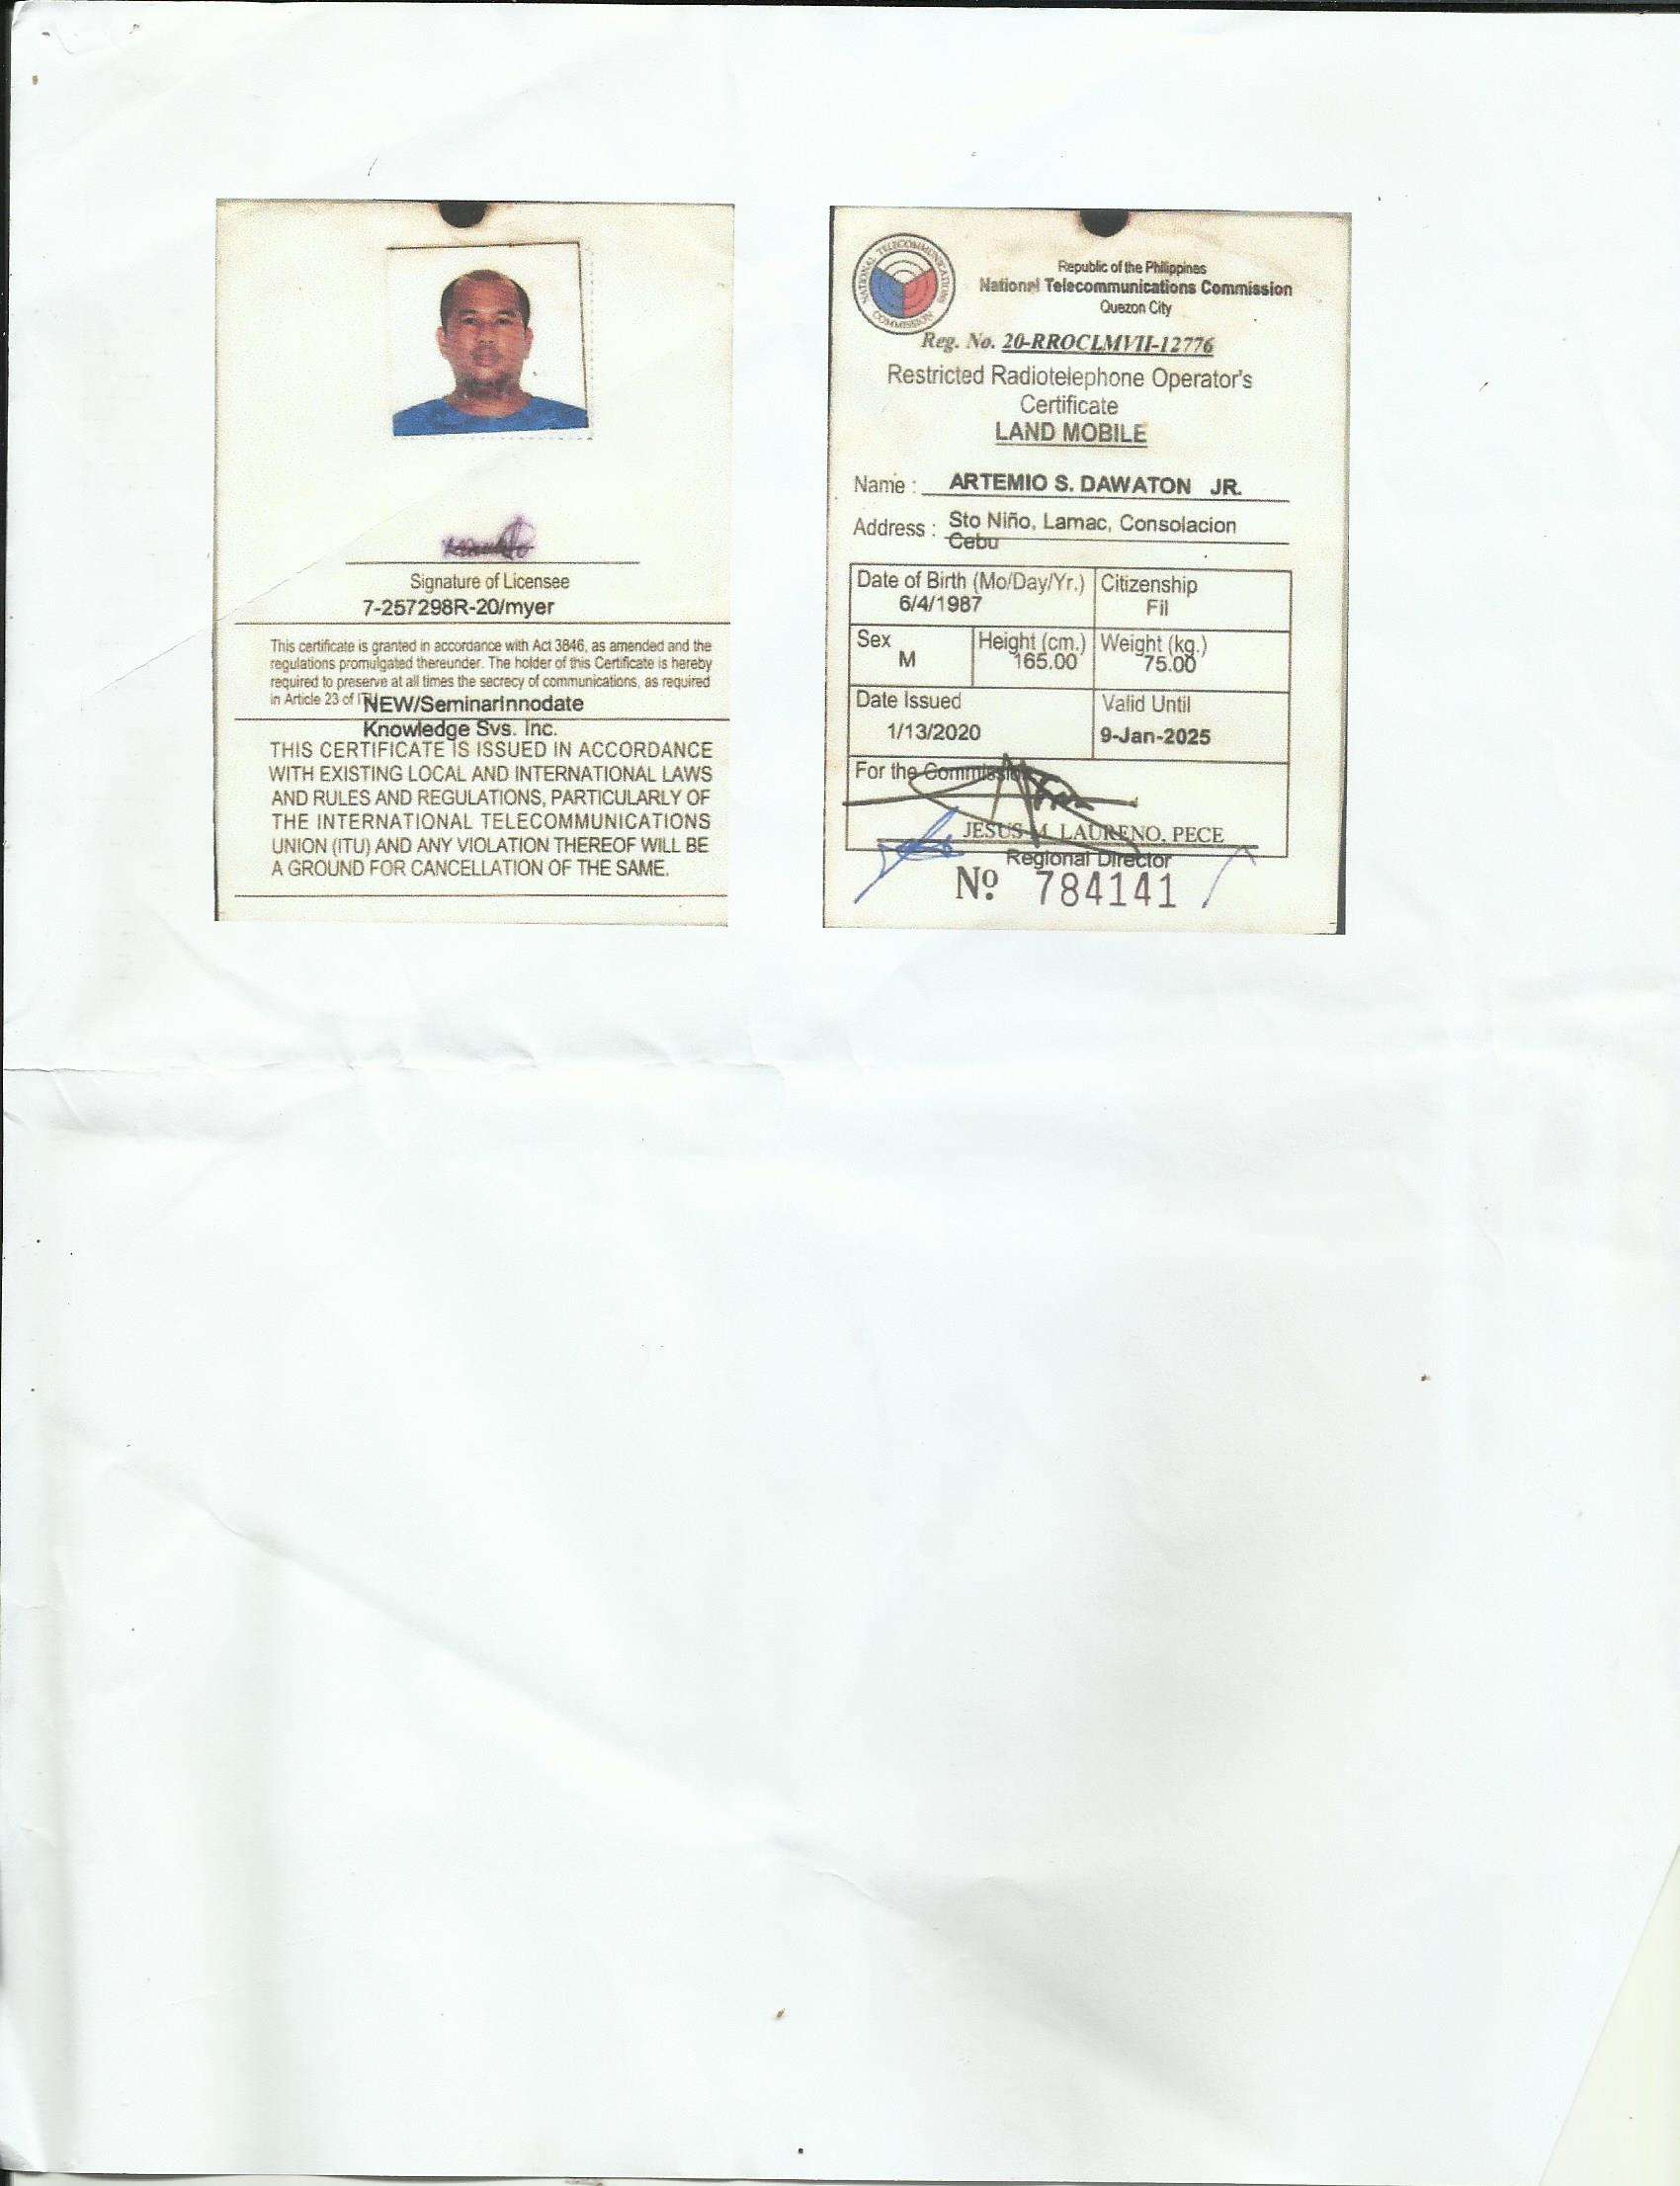 Signature of Licensee
7-257298R-20/myer
This certificate is granted in accordance with Act 3846, as amended and the
regulations promulgated thereunder. The holder of this Certificate is hereby
required to preserve at all times the secrecy of communications, as required
in Article 23 of
NEW/SeminarInnodate
Knowledge Svs. Inc.
THIS CERTIFICATE IS ISSUED IN ACCORDANCE
WITH EXISTING LOCAL AND INTERNATIONAL LAWS
AND RULES AND REGULATIONS, PARTICULARLY OF
THE INTERNATIONAL TELECOMMUNICATIONS
UNION (ITU) AND ANY VIOLATION THEREOF WILL BE
A GROUND FOR CANCELLATION OF THE SAME.
NATIONAL TELECOMMUNICATIONS COMMISSION
Republic of the Philippines
National Telecommunications Commission
Quezon City
Reg. No. 20-RROCLMVII-12776
Restricted Radiotelephone Operator's
Certificate
LAND MOBILE
Name : ARTEMIO S. DAWATON JR.
Address : Sto Niño, Lamac, Consolacion
Cebu
Date of Birth (Mo/Day/Yr.) Citizenship
6/4/1987 Fil
Sex Height (cm.) Weight (kg.)
M 165.00 75.00
Date Issued Valid Until
1/13/2020 9-Jan-2025
For the Commission
JESUS M. LAURENO, PECE
Regional Director
Nº 784141